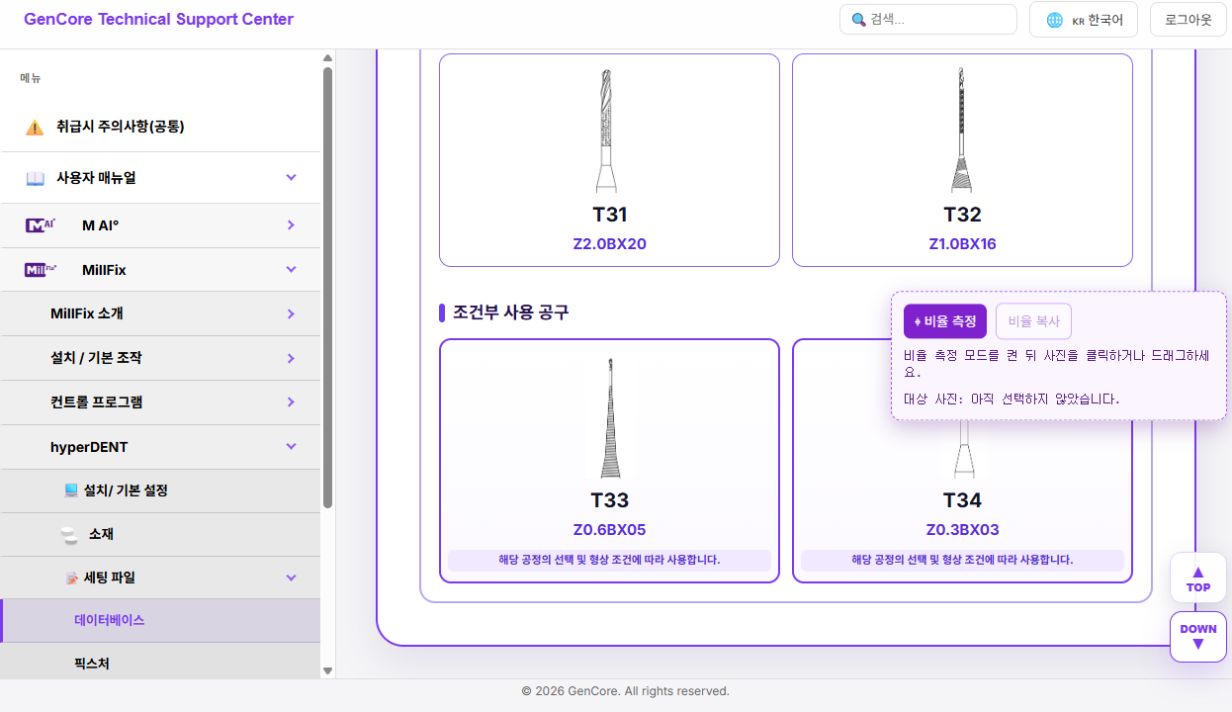 GenCore Technical Support Center
검색...
KR 한국어
로그아웃
메뉴
취급시 주의사항(공통)
사용자 매뉴얼
M AI°
MillFix
MillFix 소개
설치 / 기본 조작
컨트롤 프로그램
hyperDENT
설치/ 기본 설정
소재
세팅 파일
데이터베이스
픽스처
T31
Z2.0BX20
T32
Z1.0BX16
조건부 사용 공구
T33
Z0.6BX05
해당 공정의 선택 및 형상 조건에 따라 사용합니다.
T34
Z0.3BX03
해당 공정의 선택 및 형상 조건에 따라 사용합니다.
비율 측정
비율 복사
비율 측정 모드를 켠 뒤 사진을 클릭하거나 드래그하세
요.
대상 사진: 아직 선택하지 않았습니다.
TOP
DOWN
© 2026 GenCore. All rights reserved.